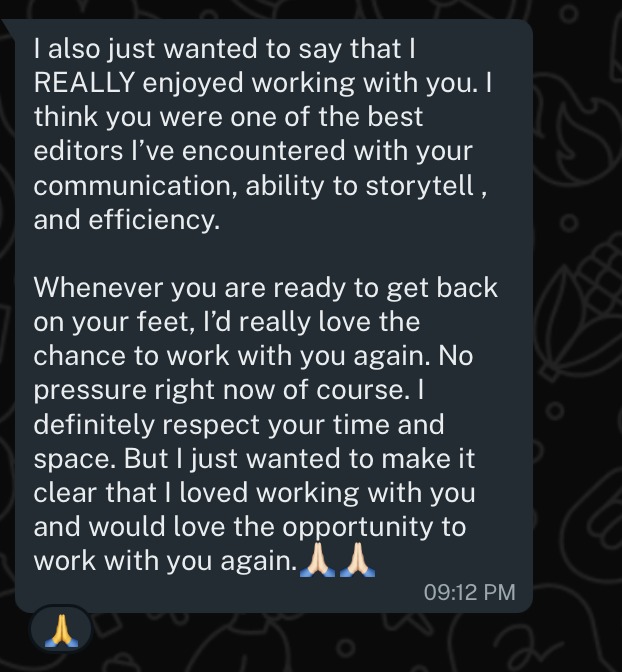 I also just wanted to say that I
REALLY enjoyed working with you. I
think you were one of the best
editors I’ve encountered with your
communication, ability to storytell ,
and efficiency.
Whenever you are ready to get back
on your feet, I’d really love the
chance to work with you again. No
pressure right now of course. I
definitely respect your time and
space. But I just wanted to make it
clear that I loved working with you
and would love the opportunity to
work with you again.🙏🏻🙏🏻
09:12 PM
🙏